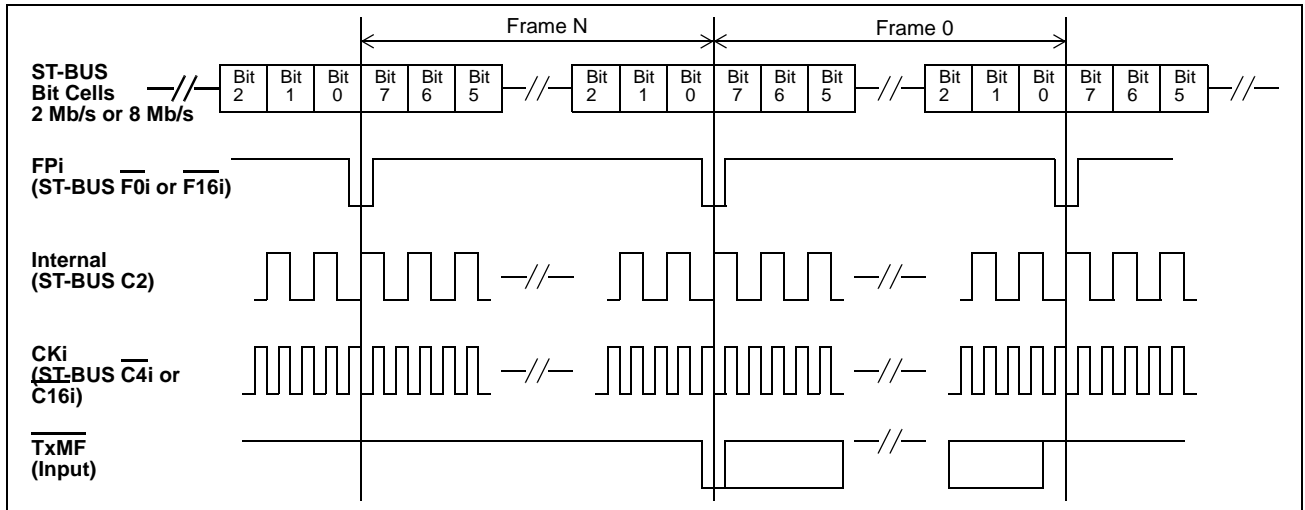 Frame N
Frame 0
ST-BUS
Bit Cells
2 Mb/s or 8 Mb/s
Bit 2 Bit 1 Bit 0 Bit 7 Bit 6 Bit 5 Bit 2 Bit 1 Bit 0 Bit 7 Bit 6 Bit 5 Bit 2 Bit 1 Bit 0 Bit 7 Bit 6 Bit 5
FPi
(ST-BUS F0i or F16i)
Internal
(ST-BUS C2)
CKi
(ST-BUS C4i or
C16i)
TxMF
(Input)